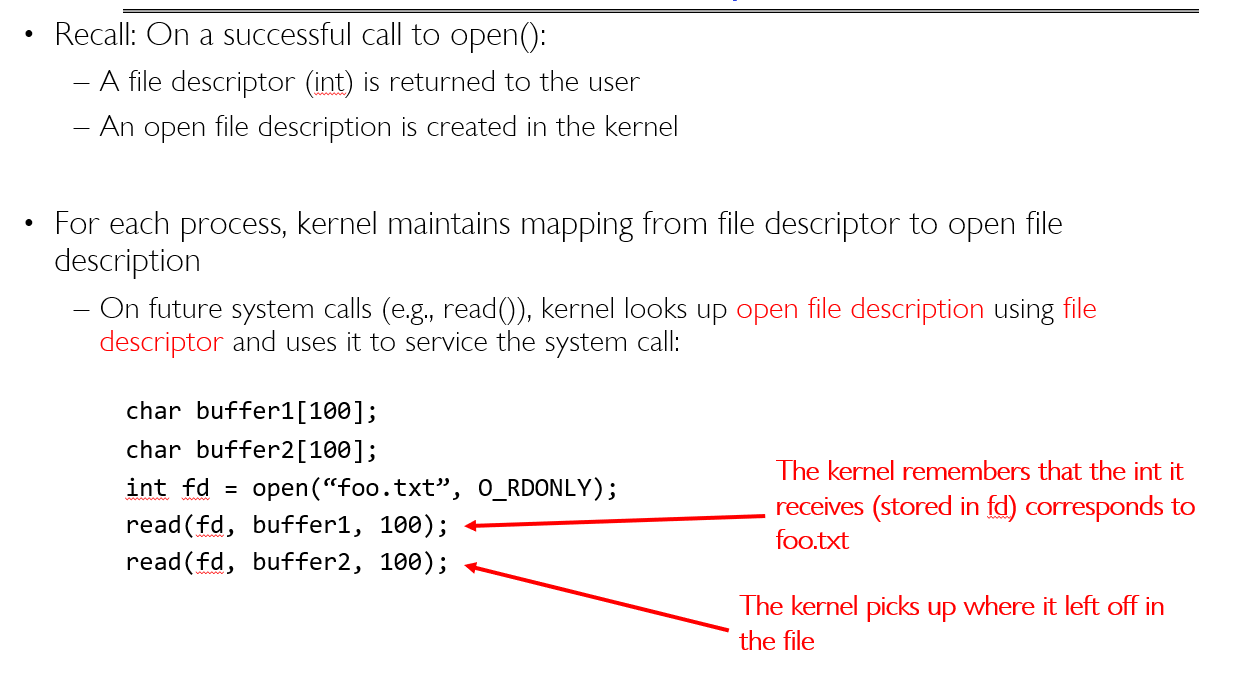 • Recall: On a successful call to open():
– A file descriptor (int) is returned to the user
– An open file description is created in the kernel
• For each process, kernel maintains mapping from file descriptor to open file
description
– On future system calls (e.g., read()), kernel looks up open file description using file
descriptor and uses it to service the system call:
char buffer1[100];
char buffer2[100];
int fd = open(“foo.txt”, O_RDONLY);
read(fd, buffer1, 100);
read(fd, buffer2, 100);
The kernel remembers that the int it
receives (stored in fd) corresponds to
foo.txt
The kernel picks up where it left off in
the file